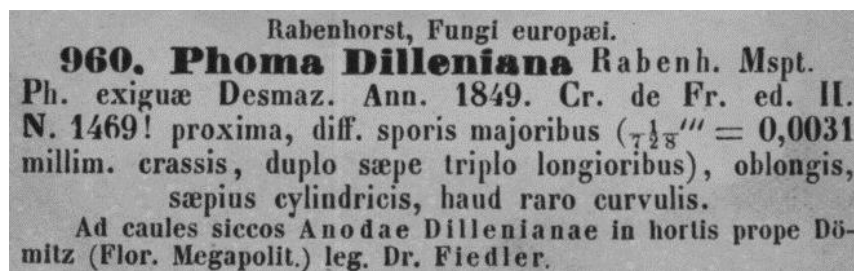 Rabenhorst, Fungi europæi.
960. Phoma Dilleniana Rabenh. Mspt.
Ph. exiguæ Desmaz. Ann. 1849. Cr. de Fr. ed. II.
N. 1469! proxima, diff. sporis majoribus (1/728‴ = 0,0031
millim. crassis, duplo sæpe triplo longioribus), oblongis,
sæpius cylindricis, haud raro curvulis.
Ad caules siccos Anodae Dillenianae in hortis prope Dö-
mitz (Flor. Megapolit.) leg. Dr. Fiedler.